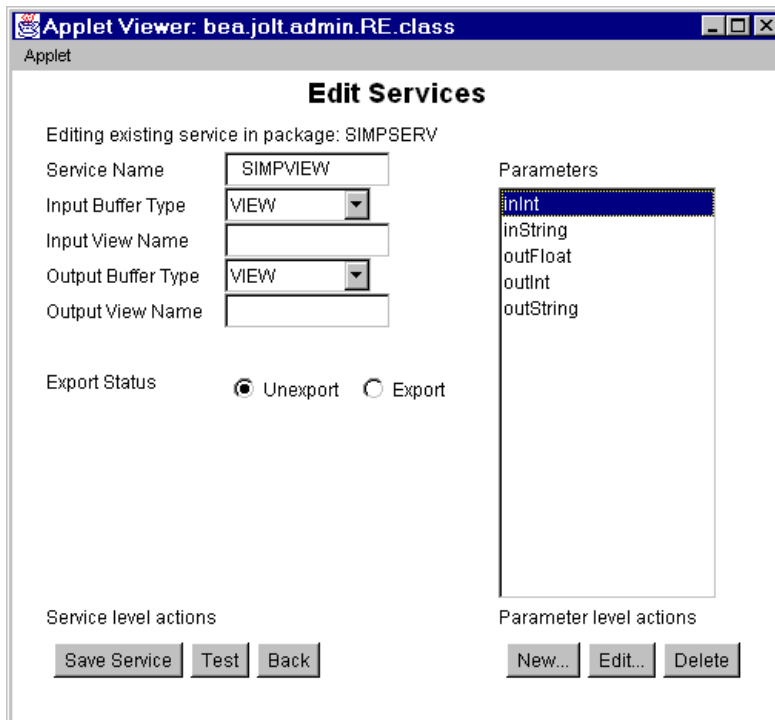 Applet Viewer: bea.jolt.admin.RE.class
Applet
Edit Services
Editing existing service in package: SIMPSERV
Service Name SIMPVIEW
Input Buffer Type VIEW
Input View Name
Output Buffer Type VIEW
Output View Name
Export Status Unexport Export
Parameters
inInt
inString
outFloat
outInt
outString
Service level actions
Save Service Test Back
Parameter level actions
New... Edit... Delete